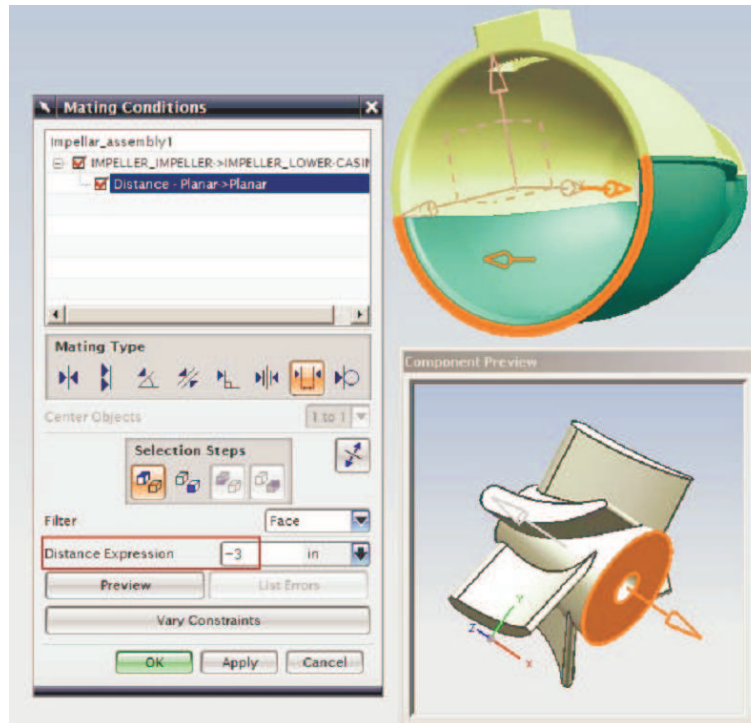 Mating Conditions
Impellar_assembly1
IMPELLER_IMPELLER->IMPELLER_LOWER-CASIN
Distance - Planar->Planar
Mating Type
Center Objects
1 to 1
Selection Steps
Filter
Face
Distance Expression
-3
in
Preview
List Errors
Vary Constraints
OK
Apply
Cancel
Component Preview
Y
Z
X